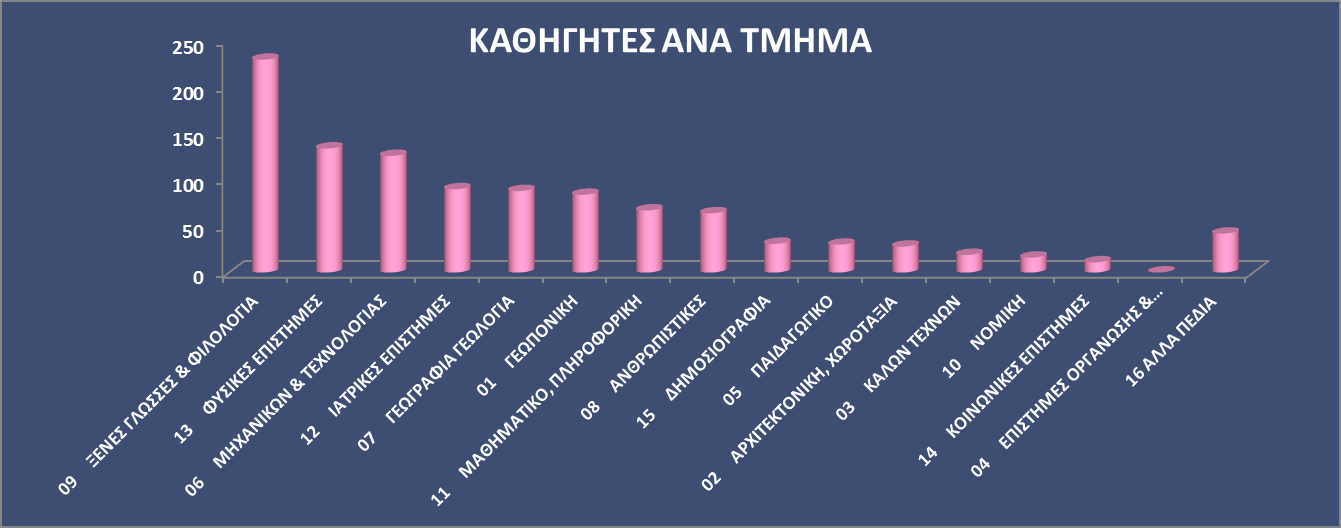 ΚΑΘΗΓΗΤΕΣ ΑΝΑ ΤΜΗΜΑ
250
200
150
100
50
0
09 ΞΕΝΕΣ ΓΛΩΣΣΕΣ & ΦΙΛΟΛΟΓΙΑ
13 ΦΥΣΙΚΕΣ ΕΠΙΣΤΗΜΕΣ
06 ΜΗΧΑΝΙΚΩΝ & ΤΕΧΝΟΛΟΓΙΑΣ
12 ΙΑΤΡΙΚΕΣ ΕΠΙΣΤΗΜΕΣ
07 ΓΕΩΓΡΑΦΙΑ ΓΕΩΛΟΓΙΑ
01 ΓΕΩΠΟΝΙΚΗ
11 ΜΑΘΗΜΑΤΙΚΟ, ΠΛΗΡΟΦΟΡΙΚΗ
08 ΑΝΘΡΩΠΙΣΤΙΚΕΣ
15 ΔΗΜΟΣΙΟΓΡΑΦΙΑ
05 ΠΑΙΔΑΓΩΓΙΚΟ
02 ΑΡΧΙΤΕΚΤΟΝΙΚΗ, ΧΩΡΟΤΑΞΙΑ
03 ΚΑΛΩΝ ΤΕΧΝΩΝ
10 ΝΟΜΙΚΗ
14 ΚΟΙΝΩΝΙΚΕΣ ΕΠΙΣΤΗΜΕΣ
04 ΕΠΙΣΤΗΜΕΣ ΟΡΓΑΝΩΣΗΣ &...
16 ΑΛΛΑ ΠΕΔΙΑ